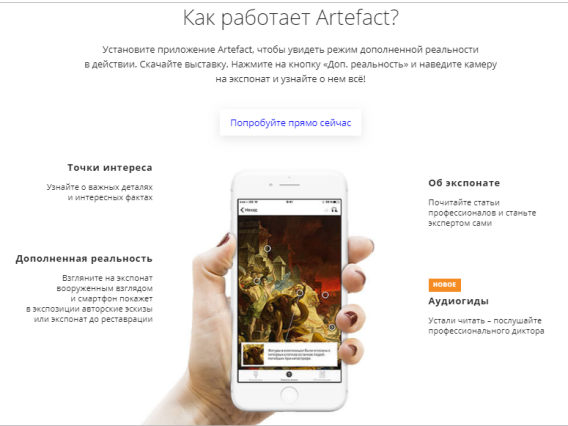 Как работает Artefact?
Установите приложение Artefact, чтобы увидеть режим дополненной реальности
в действии. Скачайте выставку. Нажмите на кнопку «Доп. реальность» и наведите камеру
на экспонат и узнайте о нем всё!
Попробуйте прямо сейчас
Точки интереса
Узнайте о важных деталях
и интересных фактах
Дополненная реальность
Взгляните на экспонат
вооруженным взглядом
и смартфон покажет
в экспозиции авторские эскизы
или экспонат до реставрации
Назад
Об экспонате
Почитайте статьи
профессионалов и станьте
экспертом сами
НОВОЕ
Аудиогиды
Устали читать – послушайте
профессионального диктора